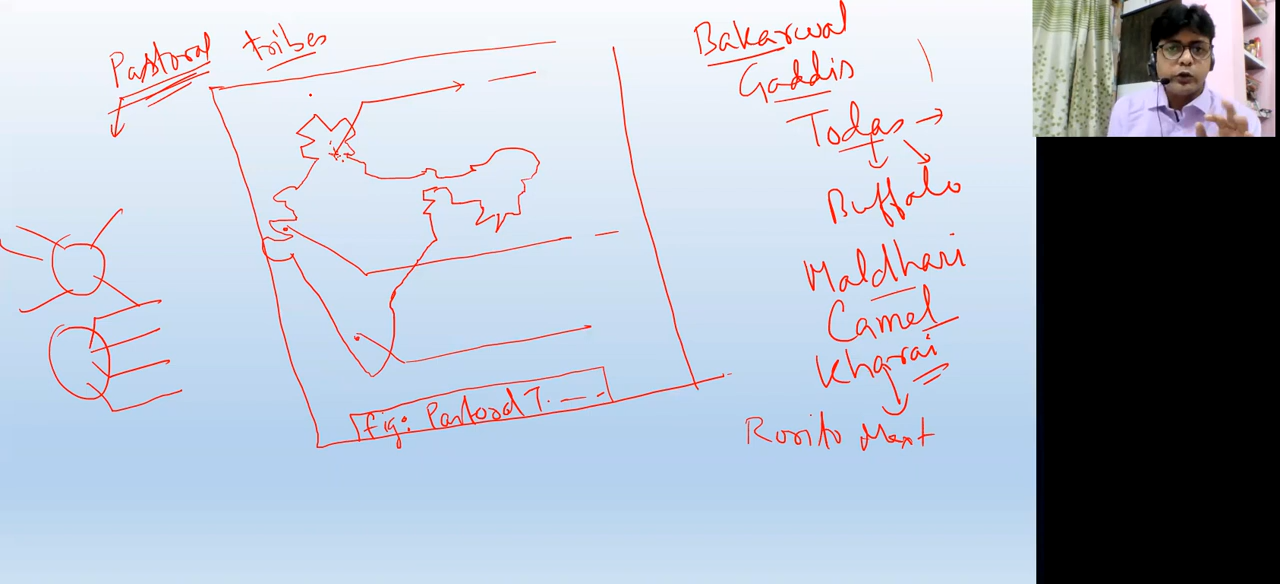 Pastoral tribes
Bakarwal
Gaddis
Todas
Buffalo
Maldhari
Camel
Kharai
Fig: Pastoral T.